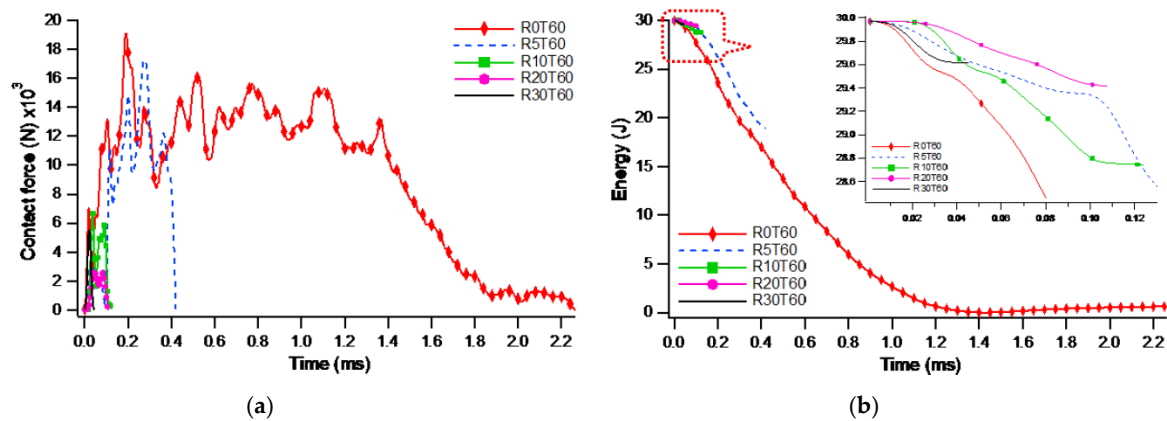 20
18
16
14
12
10
8
6
4
2
0
Contact force (N) x10³
0.0 0.2 0.4 0.6 0.8 1.0 1.2 1.4 1.6 1.8 2.0 2.2
Time (ms)
R0T60
R5T60
R10T60
R20T60
R30T60
(a)
30
25
20
15
10
5
0
Energy (J)
0.0 0.2 0.4 0.6 0.8 1.0 1.2 1.4 1.6 1.8 2.0 2.2
Time (ms)
R0T60
R5T60
R10T60
R20T60
R30T60
30.0
29.8
29.6
29.4
29.2
29.0
28.8
28.6
0.02 0.04 0.06 0.08 0.10 0.12
R0T60
R5T60
R10T60
R20T60
R30T60
(b)